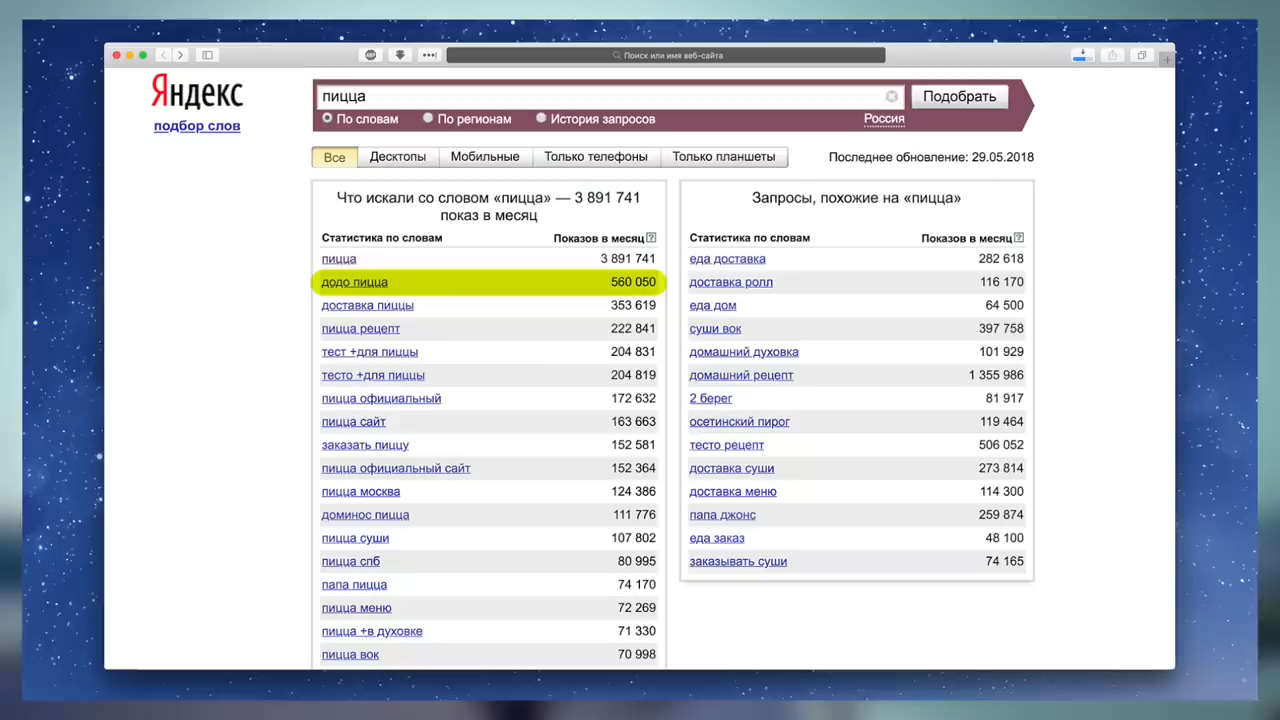 Поиск или имя веб-сайта
Яндекс
подбор слов
пицца
Подобрать
По словам
По регионам
История запросов
Россия
Все
Десктопы
Мобильные
Только телефоны
Только планшеты
Последнее обновление: 29.05.2018
Что искали со словом «пицца» — 3 891 741
показ в месяц
Статистика по словам Показов в месяц ?
пицца 3 891 741
додо пицца 560 050
доставка пиццы 353 619
пицца рецепт 222 841
тест +для пиццы 204 831
тесто +для пиццы 204 819
пицца официальный 172 632
пицца сайт 163 663
заказать пиццу 152 581
пицца официальный сайт 152 364
пицца москва 124 386
доминос пицца 111 776
пицца суши 107 802
пицца спб 80 995
папа пицца 74 170
пицца меню 72 269
пицца +в духовке 71 330
пицца вок 70 998
Запросы, похожие на «пицца»
Статистика по словам Показов в месяц ?
еда доставка 282 618
доставка ролл 116 170
еда дом 64 500
суши вок 397 758
домашний духовка 101 929
домашний рецепт 1 355 986
2 берег 81 917
осетинский пирог 119 464
тесто рецепт 506 052
доставка суши 273 814
доставка меню 114 300
папа джонс 259 874
еда заказ 48 100
заказывать суши 74 165